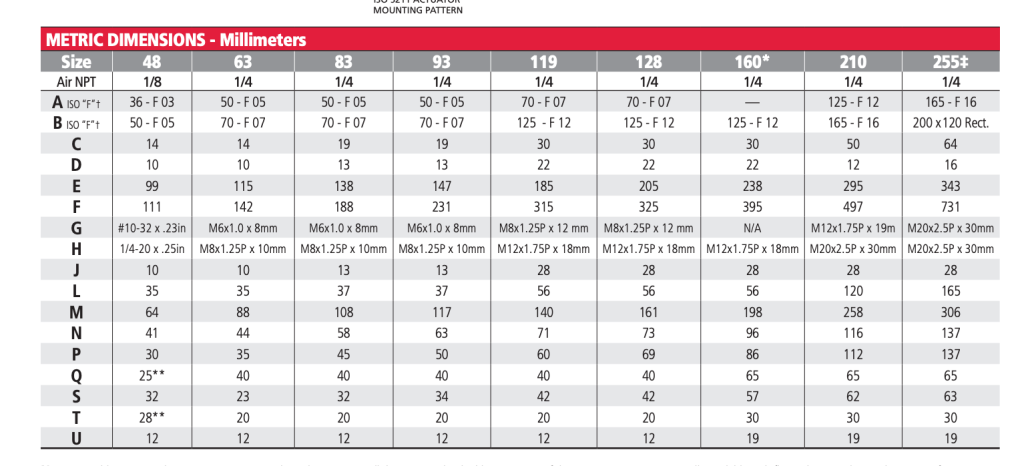 ISO 5211 ACTUATOR
MOUNTING PATTERN
METRIC DIMENSIONS - Millimeters
Size 48 63 83 93 119 128 160* 210 255‡
Air NPT 1/8 1/4 1/4 1/4 1/4 1/4 1/4 1/4 1/4
A ISO "F"† 36 - F 03 50 - F 05 50 - F 05 50 - F 05 70 - F 07 70 - F 07 — 125 - F 12 165 - F 16
B ISO "F"† 50 - F 05 70 - F 07 70 - F 07 70 - F 07 125 - F 12 125 - F 12 125 - F 12 165 - F 16 200 x 120 Rect.
C 14 14 19 19 30 30 30 50 64
D 10 10 13 13 22 22 22 12 16
E 99 115 138 147 185 205 238 295 343
F 111 142 188 231 315 325 395 497 731
G #10-32 x .23in M6x1.0 x 8mm M6x1.0 x 8mm M6x1.0 x 8mm M8x1.25P x 12 mm M8x1.25P x 12 mm N/A M12x1.75P x 19m M20x2.5P x 30mm
H 1/4-20 x .25in M8x1.25P x 10mm M8x1.25P x 10mm M8x1.25P x 10mm M12x1.75P x 18mm M12x1.75P x 18mm M12x1.75P x 18mm M20x2.5P x 30mm M20x2.5P x 30mm
J 10 10 13 13 28 28 28 28 28
L 35 35 37 37 56 56 56 120 165
M 64 88 108 117 140 161 198 258 306
N 41 44 58 63 71 73 96 116 137
P 30 35 45 50 60 69 86 112 137
Q 25** 40 40 40 40 40 65 65 65
S 32 23 32 34 42 42 57 62 63
T 28** 20 20 20 20 20 30 30 30
U 12 12 12 12 12 12 19 19 19